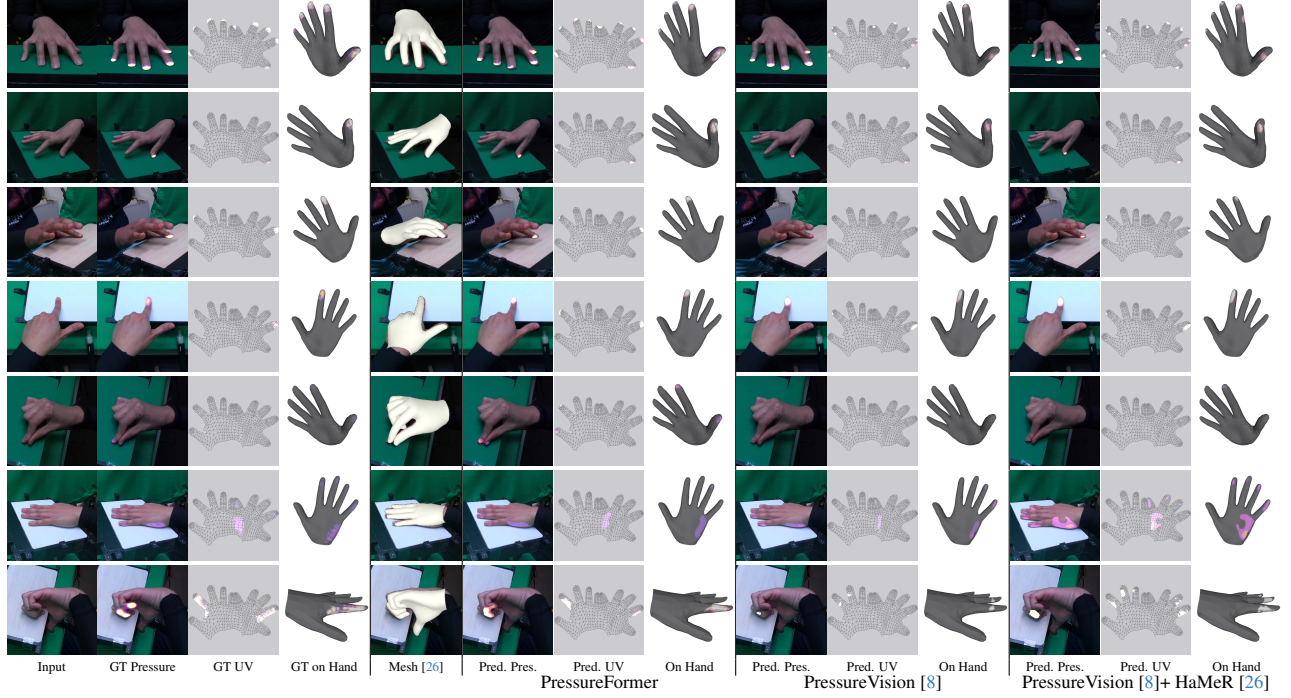 Input GT Pressure GT UV GT on Hand Mesh [26] Pred. Pres. Pred. UV On Hand Pred. Pres. Pred. UV On Hand Pred. Pres. Pred. UV On Hand
PressureFormer PressureVision [8] PressureVision [8]+ HaMeR [26]